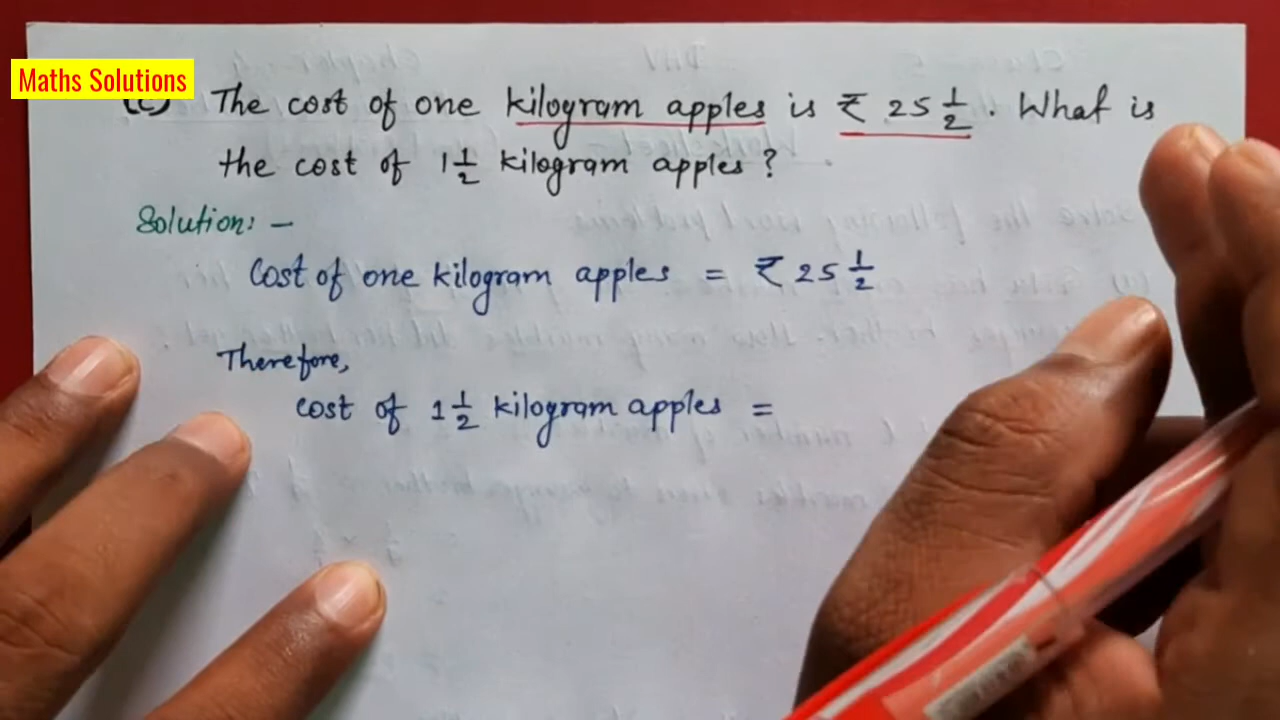 Maths Solutions
(c) The cost of one kilogram apples is ₹ 25 1/2. What is
the cost of 1 1/2 kilogram apples?
Solution:-
Cost of one kilogram apples = ₹ 25 1/2
Therefore,
cost of 1 1/2 kilogram apples =